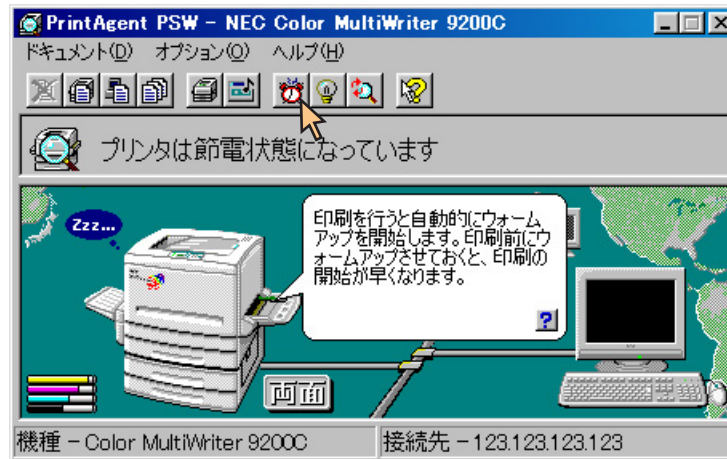 PrintAgent PSW - NEC Color MultiWriter 9200C
ドキュメント(D) オプション(O) ヘルプ(H)
プリンタは節電状態になっています
Zzz...
印刷を行うと自動的にウォーム
アップを開始します。印刷前にウ
ォームアップさせておくと、印刷の
開始が早くなります。
?
両面
機種 - Color MultiWriter 9200C
接続先 - 123.123.123.123